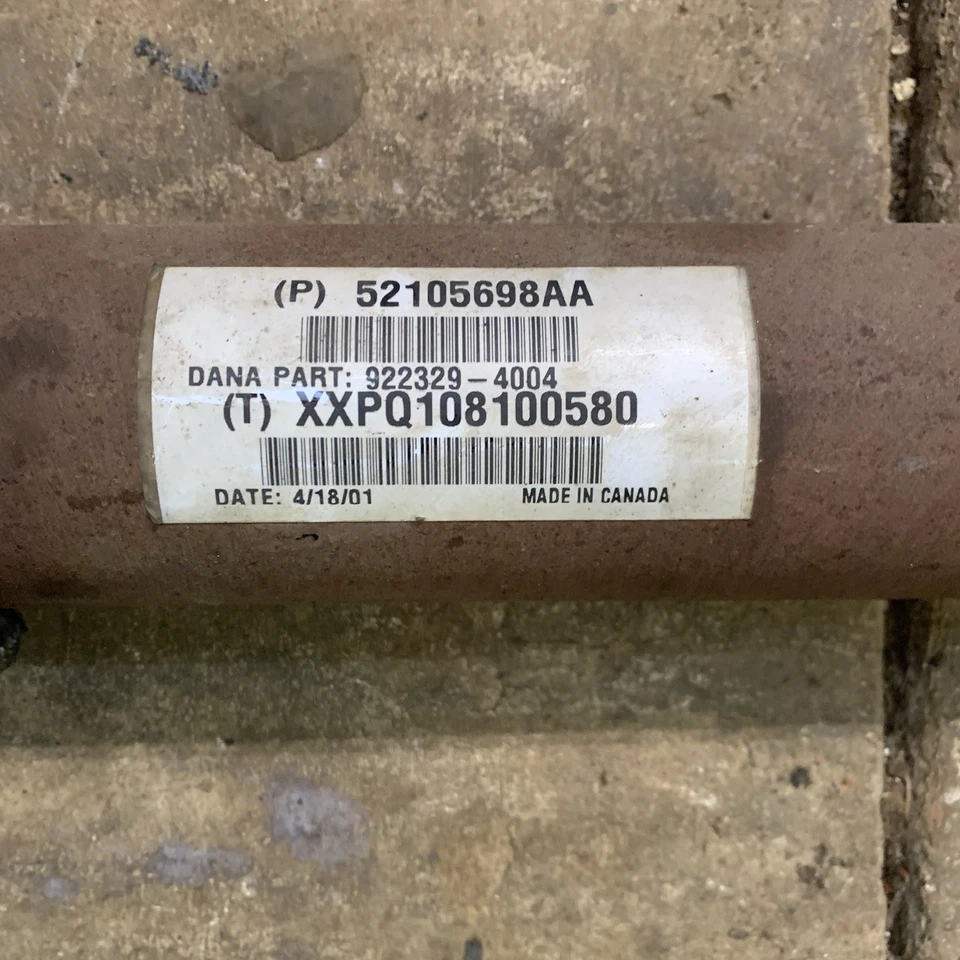 (P) 52105698AA
DANA PART: 922329-4004
(T) XXPQ108100580
DATE: 4/18/01 MADE IN CANADA